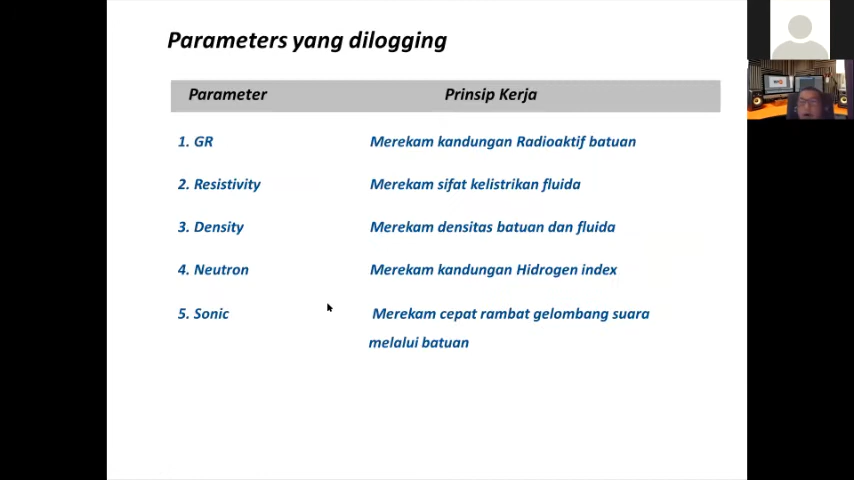 Parameters yang dilogging
Parameter Prinsip Kerja
1. GR Merekam kandungan Radioaktif batuan
2. Resistivity Merekam sifat kelistrikan fluida
3. Density Merekam densitas batuan dan fluida
4. Neutron Merekam kandungan Hidrogen index
5. Sonic Merekam cepat rambat gelombang suara
melalui batuan